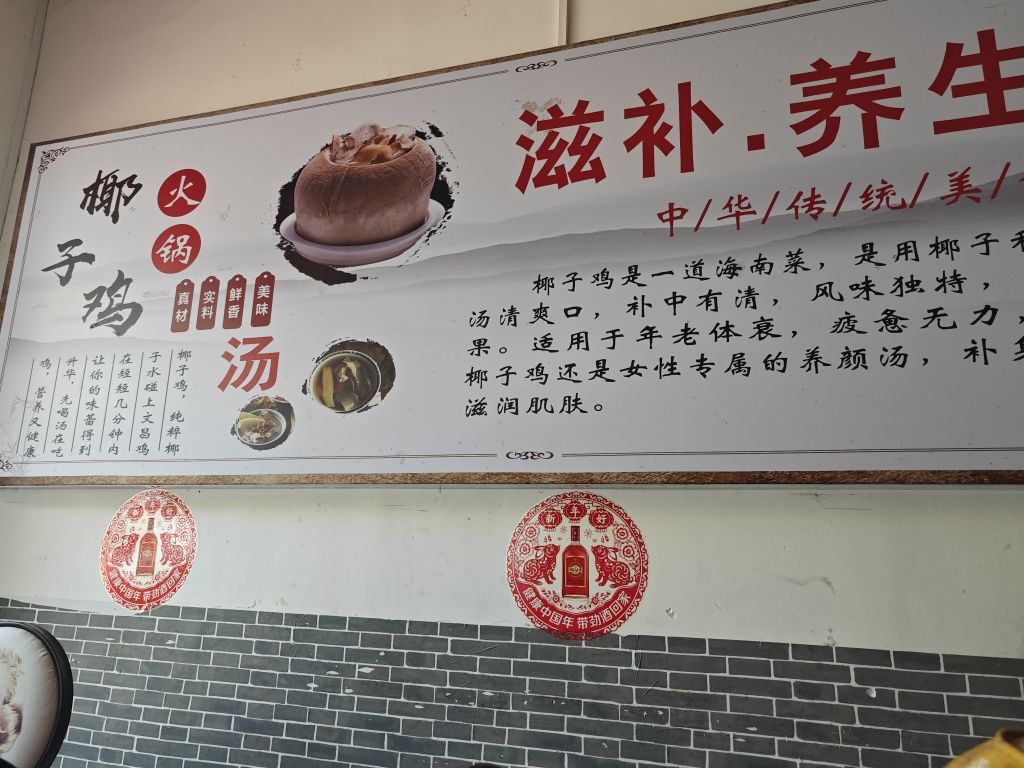 椰子鸡
火锅
真材
实料
鲜香
美味
汤
椰子鸡，纯粹椰
子水碰上文昌鸡
在短短几分钟内
让你的味蕾得到
升华，先喝汤在吃
鸡，营养又健康
滋补·养生
中/华/传/统/美/
椰子鸡是一道海南菜，是用椰子和
汤清爽口，补中有清，风味独特，
果。适用于年老体衰，疲惫无力，
椰子鸡还是女性专属的养颜汤，补
滋润肌肤。
新年好
健康中国年 带劲酒回家
新年好
健康中国年 带劲酒回家